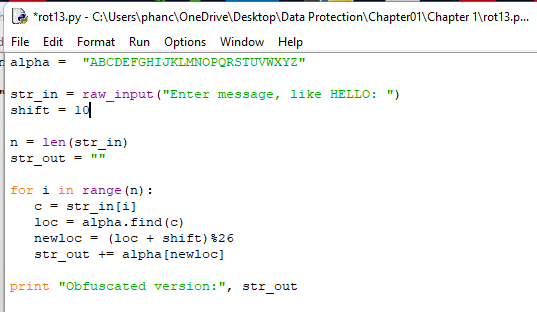 *rot13.py - C:\Users\phanc\OneDrive\Desktop\Data Protection\Chapter01\Chapter 1\rot13.p...
File Edit Format Run Options Window Help
alpha =  "ABCDEFGHIJKLMNOPQRSTUVWXYZ"
str_in = raw_input("Enter message, like HELLO: ")
shift = 10
n = len(str_in)
str_out = ""
for i in range(n):
   c = str_in[i]
   loc = alpha.find(c)
   newloc = (loc + shift)%26
   str_out += alpha[newloc]
print "Obfuscated version:", str_out